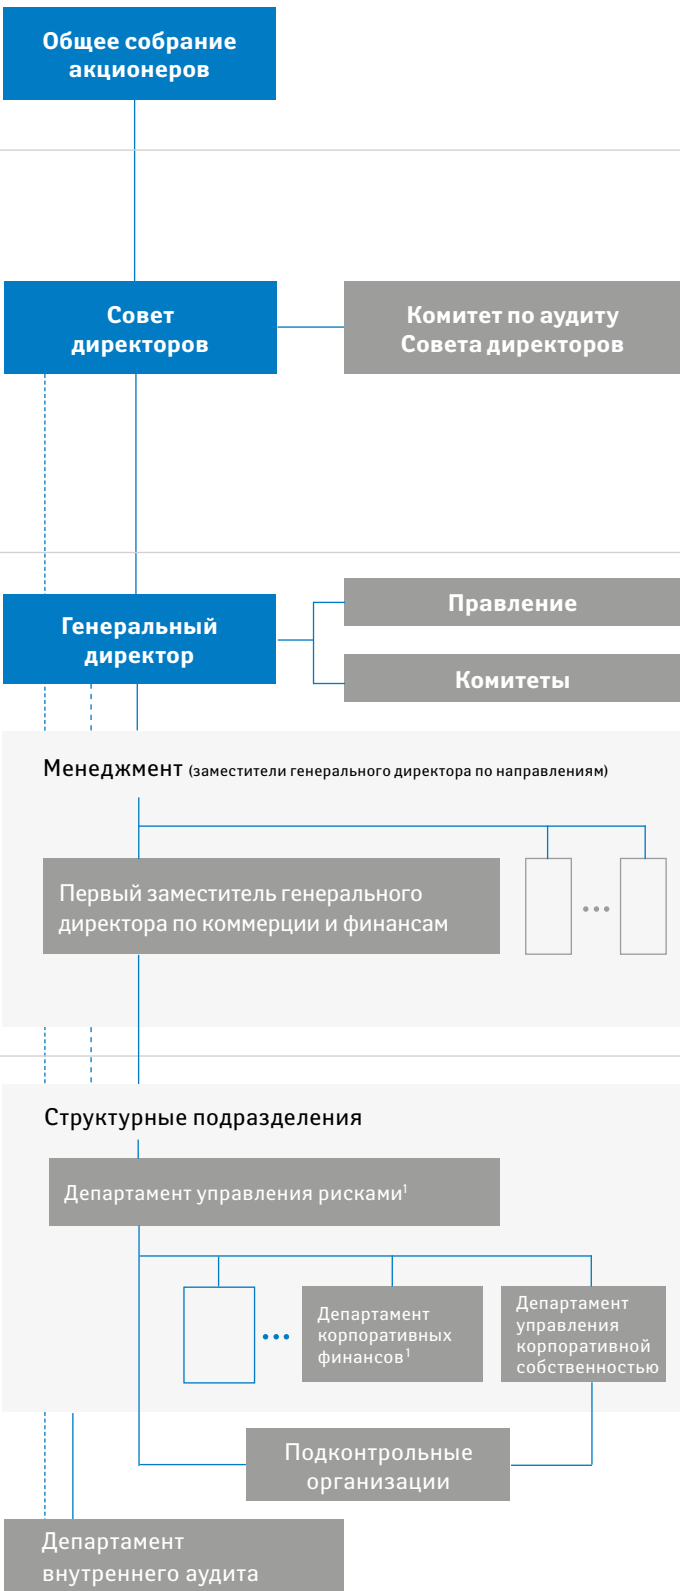 Общее собрание
акционеров
Совет
директоров
Комитет по аудиту
Совета директоров
Генеральный
директор
Правление
Комитеты
Менеджмент (заместители генерального директора по направлениям)
Первый заместитель генерального
директора по коммерции и финансам
...
Структурные подразделения
Департамент управления рисками¹
...
Департамент
корпоративных
финансов¹
Департамент
управления
корпоративной
собственностью
Подконтрольные
организации
Департамент
внутреннего аудита